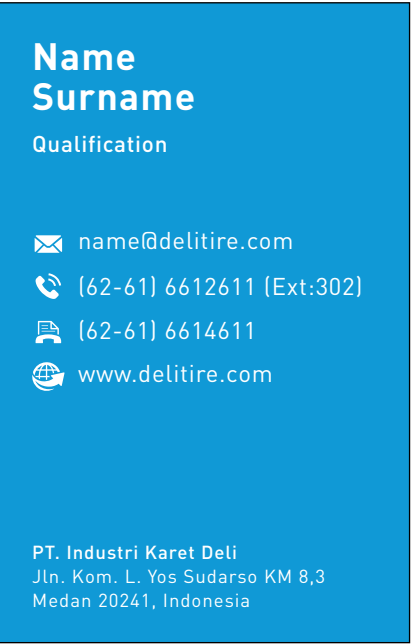 Name
Surname
Qualification
name@delitire.com
(62-61) 6612611 (Ext:302)
(62-61) 6614611
www.delitire.com
PT. Industri Karet Deli
Jln. Kom. L. Yos Sudarso KM 8,3
Medan 20241, Indonesia